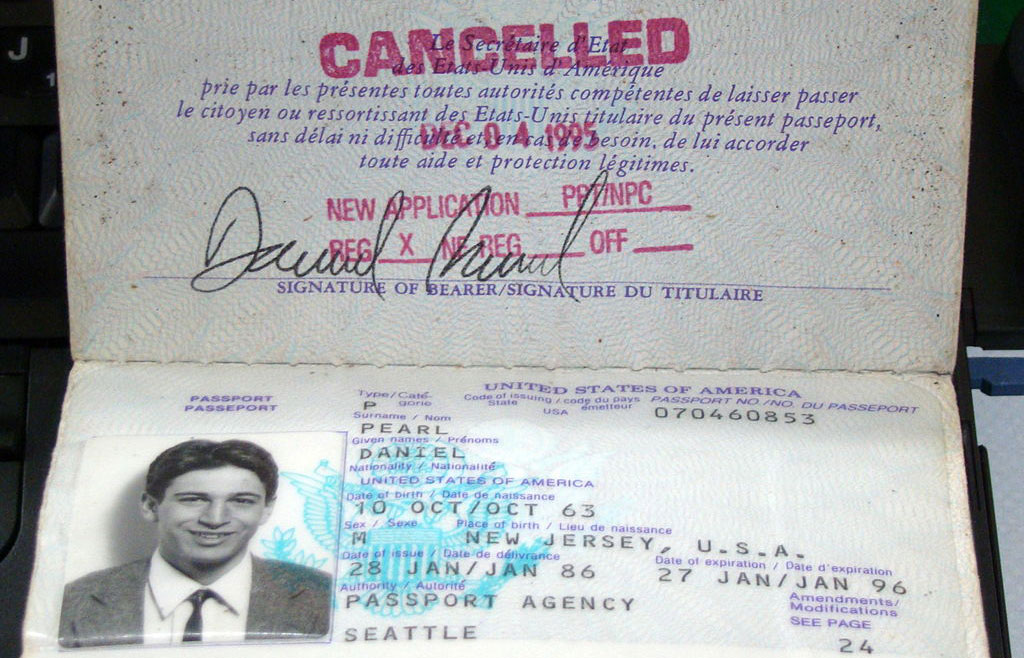 J
1
CANCELLED
Le Secrétaire d'Etat
des Etats-Unis d'Amérique
prie par les présentes toutes autorités compétentes de laisser passer
le citoyen ou ressortissant des Etats-Unis titulaire du présent passeport,
sans délai ni difficulté et, en cas de besoin, de lui accorder
DEC 04 1995
toute aide et protection légitimes.
NEW APPLICATION PPT/NPC
REG X NE REG OFF
SIGNATURE OF BEARER/SIGNATURE DU TITULAIRE
UNITED STATES OF AMERICA
PASSPORT
PASSEPORT
Type/Caté-
gorie
Code of issuing / code du pays
State émetteur
PASSPORT NO./NO. DU PASSEPORT
P USA 070460853
Surname / Nom
PEARL
Given names / Prénoms
DANIEL
Nationality / Nationalité
UNITED STATES OF AMERICA
Date of birth / Date de naissance
10 OCT/OCT 63
Sex / Sexe Place of birth / Lieu de naissance
M NEW JERSEY, U.S.A.
Date of issue / Date de délivrance Date of expiration / Date d'expiration
28 JAN/JAN 86 27 JAN/JAN 96
Authority / Autorité Amendments/
Modifications
PASSPORT AGENCY
SEE PAGE
SEATTLE 24